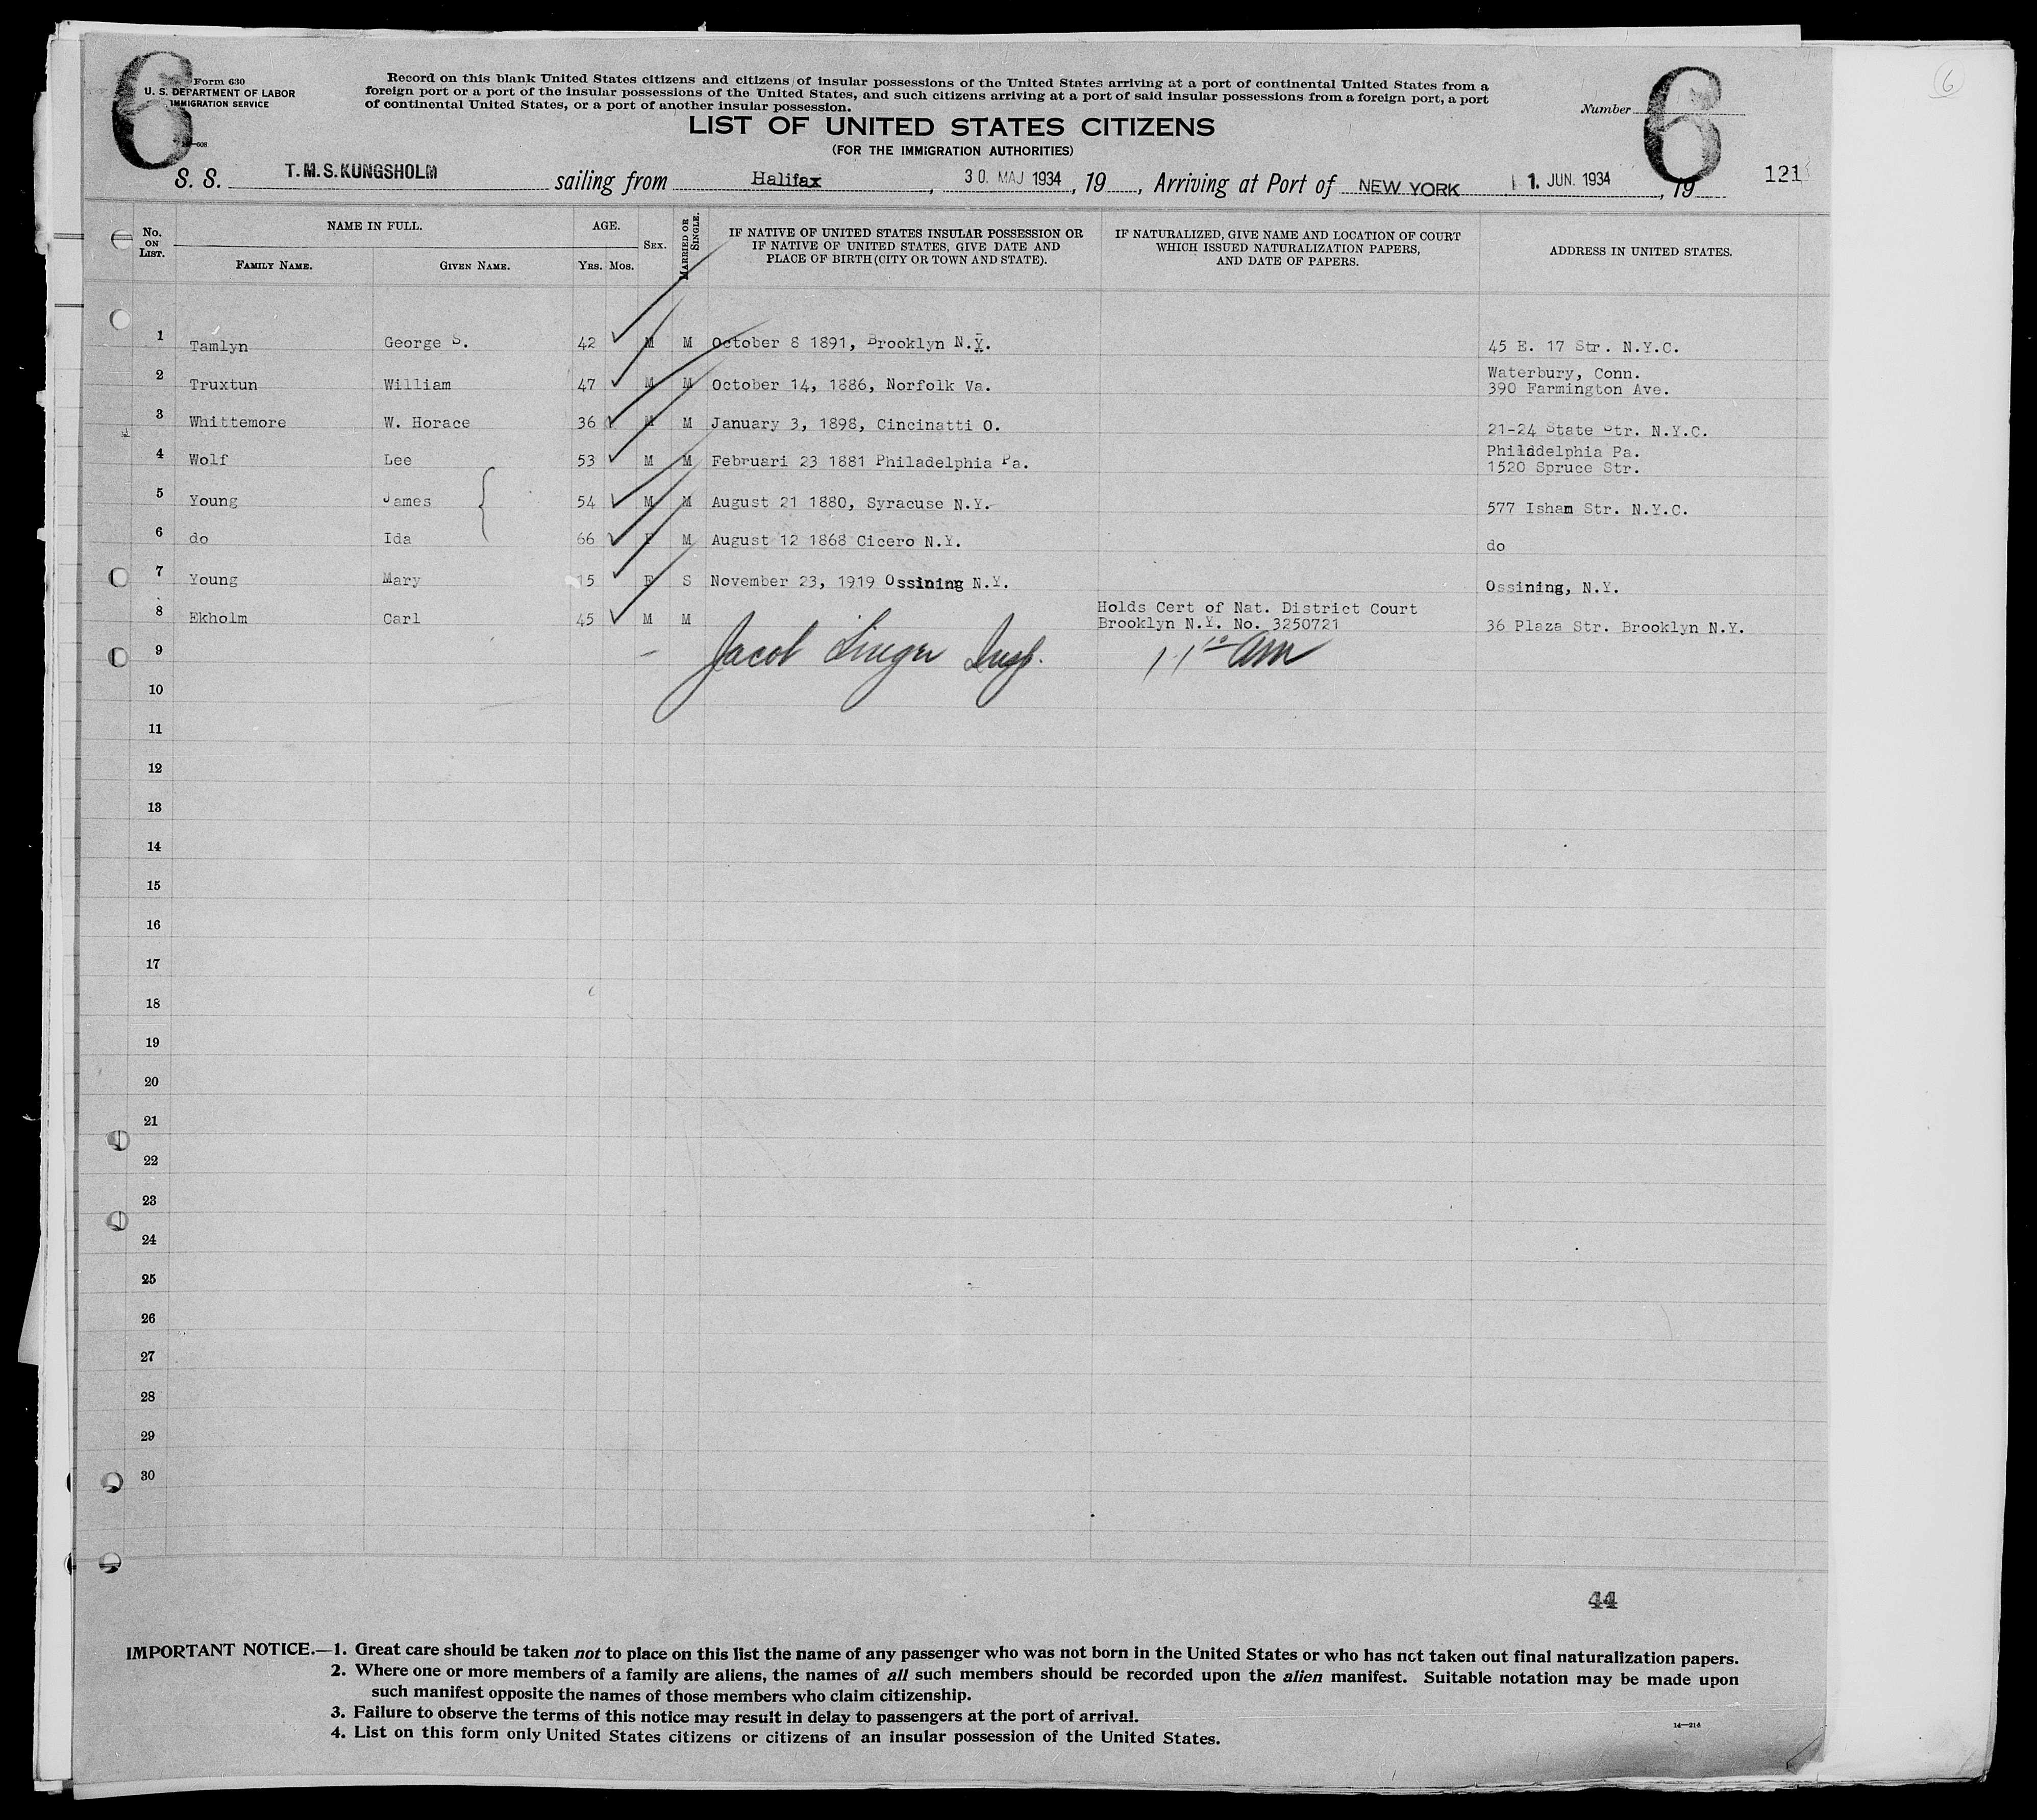 6
6
6
Form 630
U. S. DEPARTMENT OF LABOR
IMMIGRATION SERVICE
Record on this blank United States citizens and citizens of insular possessions of the United States arriving at a port of continental United States from a
foreign port or a port of the insular possessions of the United States, and such citizens arriving at a port of said insular possessions from a foreign port, a port
of continental United States, or a port of another insular possession.
Number
LIST OF UNITED STATES CITIZENS
(FOR THE IMMIGRATION AUTHORITIES)
S. S. T.M.S.KUNGSHOLM sailing from Halifax, 30. MAJ 1934, 19, Arriving at Port of NEW YORK 1. JUN. 1934, 19 121
No. ON LIST. NAME IN FULL. AGE. SEX. MARRIED OR SINGLE. IF NATIVE OF UNITED STATES INSULAR POSSESSION OR IF NATIVE OF UNITED STATES, GIVE DATE AND PLACE OF BIRTH (CITY OR TOWN AND STATE). IF NATURALIZED, GIVE NAME AND LOCATION OF COURT WHICH ISSUED NATURALIZATION PAPERS, AND DATE OF PAPERS. ADDRESS IN UNITED STATES.
FAMILY NAME. GIVEN NAME. YRS. MOS.
1 Tamlyn George S. 42 M M October 8 1891, Brooklyn N.Y. 45 E. 17 Str. N.Y.C.
2 Truxtun William 47 M M October 14, 1886, Norfolk Va. Waterbury, Conn.
390 Farmington Ave.
3 Whittemore W. Horace 36 M M January 3, 1898, Cincinatti O. 21-24 State Str. N.Y.C.
4 Wolf Lee 53 M M Februari 23 1881 Philadelphia Pa. Philadelphia Pa.
1520 Spruce Str.
5 Young James 54 M M August 21 1880, Syracuse N.Y. 577 Isham Str. N.Y.C.
6 do Ida 66 F M August 12 1868 Cicero N.Y. do
7 Young Mary 15 F S November 23, 1919 Ossining N.Y. Ossining, N.Y.
8 Ekholm Carl 45 M M Holds Cert of Nat. District Court
Brooklyn N.Y. No. 3250721 36 Plaza Str. Brooklyn N.Y.
9 Jacob Singer Insp. 11 10 am
10
11
12
13
14
15
16
17
18
19
20
21
22
23
24
25
26
27
28
29
30
44
IMPORTANT NOTICE.—1. Great care should be taken not to place on this list the name of any passenger who was not born in the United States or who has not taken out final naturalization papers.
2. Where one or more members of a family are aliens, the names of all such members should be recorded upon the alien manifest. Suitable notation may be made upon
such manifest opposite the names of those members who claim citizenship.
3. Failure to observe the terms of this notice may result in delay to passengers at the port of arrival.
4. List on this form only United States citizens or citizens of an insular possession of the United States.
14—214